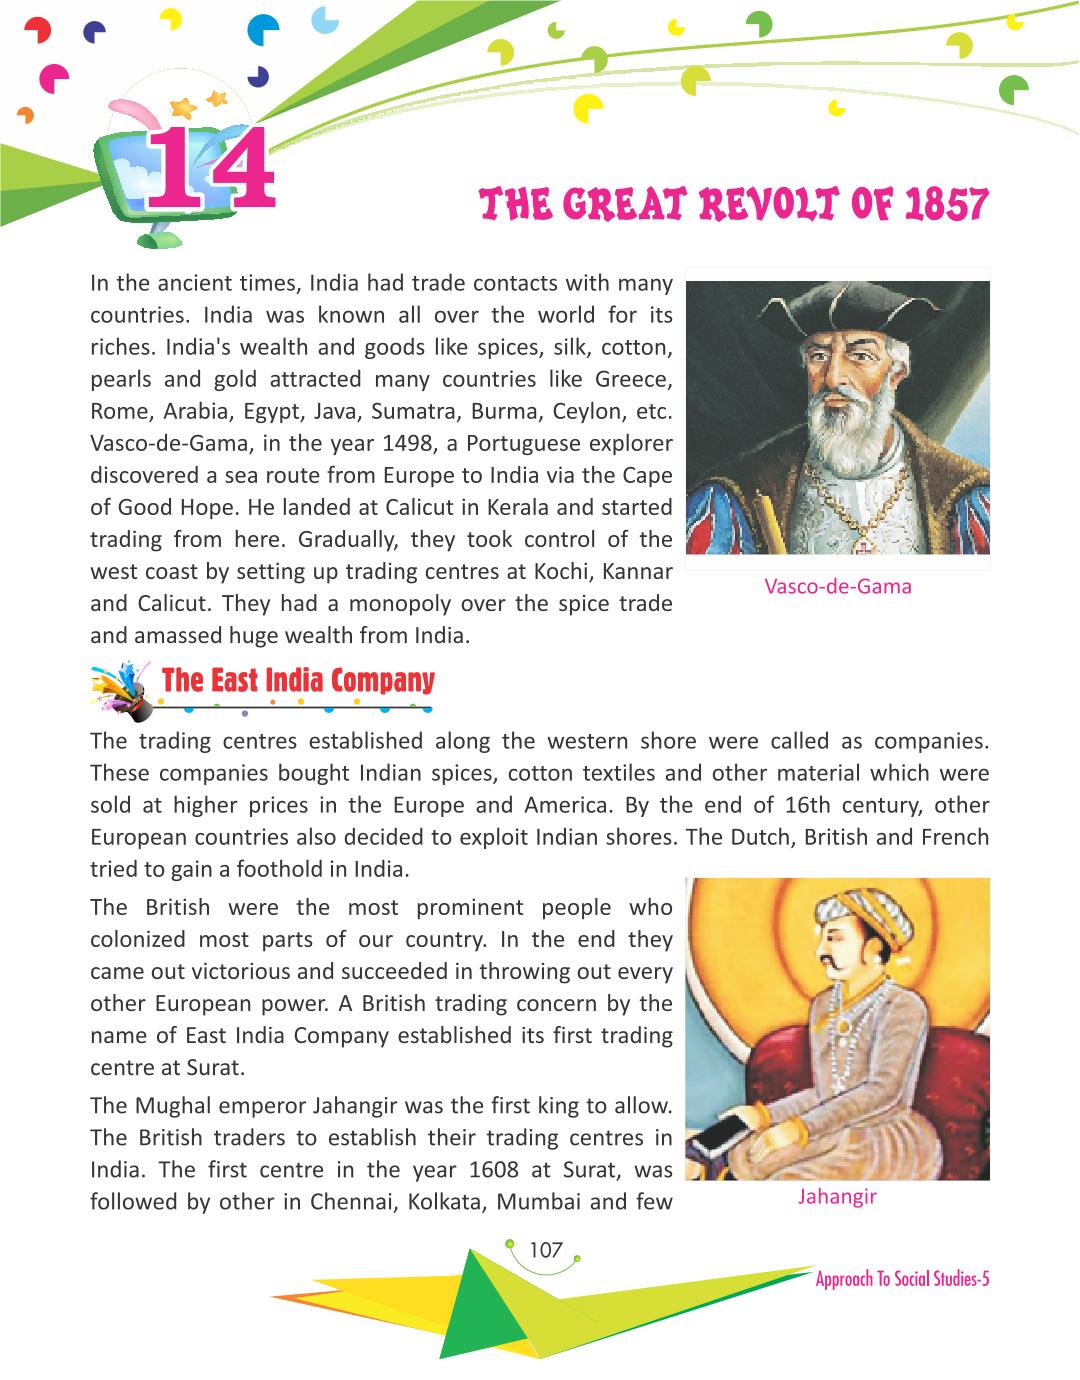 14
THE GREAT REVOLT OF 1857
In the ancient times, India had trade contacts with many
countries. India was known all over the world for its
riches. India's wealth and goods like spices, silk, cotton,
pearls and gold attracted many countries like Greece,
Rome, Arabia, Egypt, Java, Sumatra, Burma, Ceylon, etc.
Vasco-de-Gama, in the year 1498, a Portuguese explorer
discovered a sea route from Europe to India via the Cape
of Good Hope. He landed at Calicut in Kerala and started
trading from here. Gradually, they took control of the
west coast by setting up trading centres at Kochi, Kannar
and Calicut. They had a monopoly over the spice trade
and amassed huge wealth from India.
Vasco-de-Gama
The East India Company
The trading centres established along the western shore were called as companies.
These companies bought Indian spices, cotton textiles and other material which were
sold at higher prices in the Europe and America. By the end of 16th century, other
European countries also decided to exploit Indian shores. The Dutch, British and French
tried to gain a foothold in India.
The British were the most prominent people who
colonized most parts of our country. In the end they
came out victorious and succeeded in throwing out every
other European power. A British trading concern by the
name of East India Company established its first trading
centre at Surat.
The Mughal emperor Jahangir was the first king to allow.
The British traders to establish their trading centres in
India. The first centre in the year 1608 at Surat, was
followed by other in Chennai, Kolkata, Mumbai and few
Jahangir
107
Approach To Social Studies-5